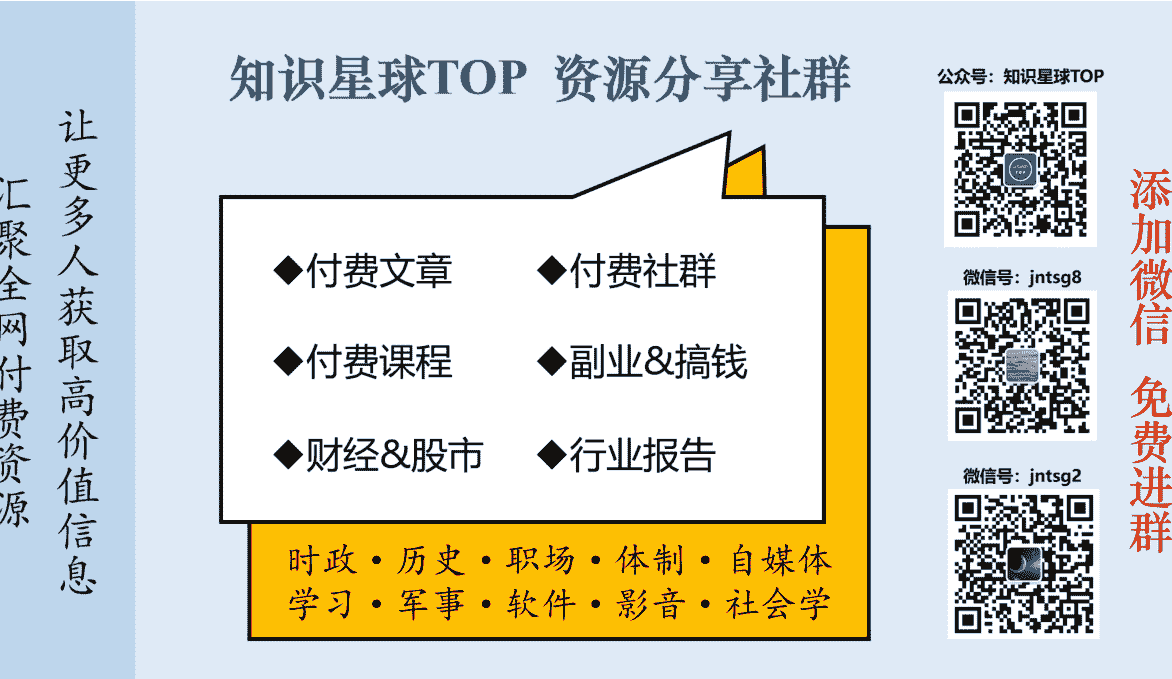 让更多人获取高价值信息
汇聚全网付费资源
知识星球TOP 资源分享社群
◆付费文章 ◆付费社群
◆付费课程 ◆副业&搞钱
◆财经&股市 ◆行业报告
时政·历史·职场·体制·自媒体
学习·军事·软件·影音·社会学
公众号：知识星球TOP
微信号：jntsg8
微信号：jntsg2
添加微信 免费进群